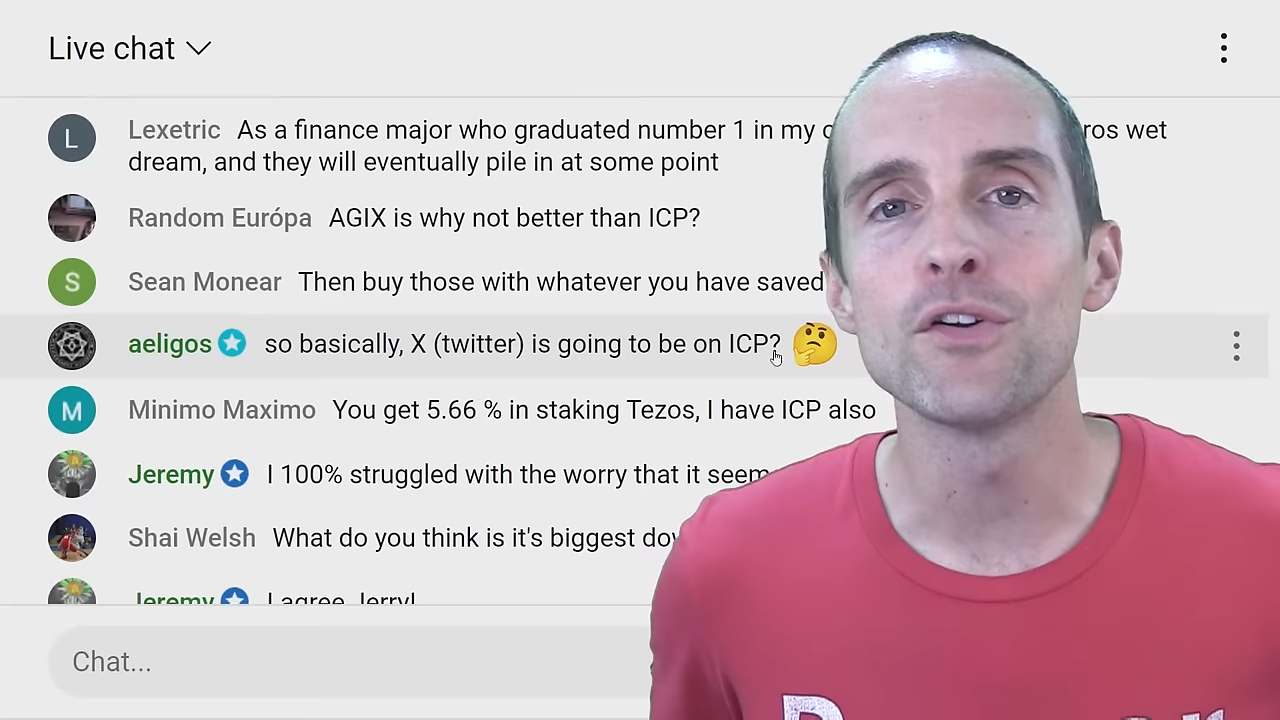 Live chat
L Lexetric As a finance major who graduated number 1 in my wet
dream, and they will eventually pile in at some point
Random Európa AGIX is why not better than ICP?
S Sean Monear Then buy those with whatever you have saved
aeligos so basically, X (twitter) is going to be on ICP? 🤔
M Minimo Maximo You get 5.66 % in staking Tezos, I have ICP also
Jeremy I 100% struggled with the worry that it
Shai Welsh What do you think is it's biggest
Jeremy I agree Jerry!
Chat...